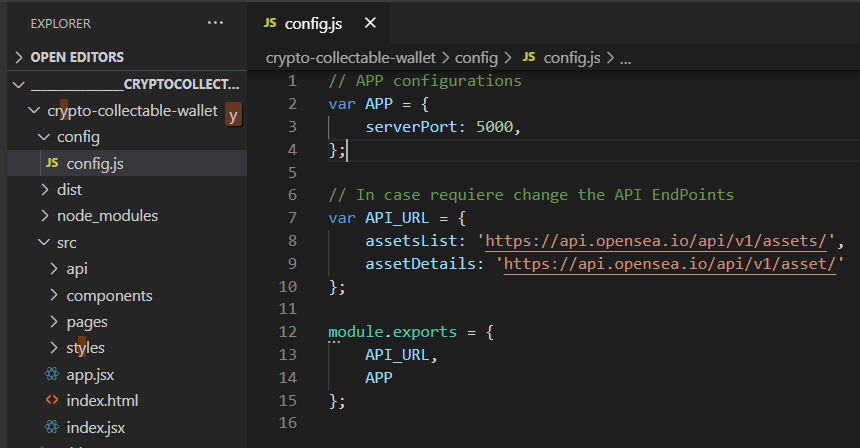 EXPLORER
···
JS config.js ×
OPEN EDITORS
____________CRYPTOCOLLECT...
crypto-collectable-wallet
y
config
JS config.js
dist
node_modules
src
api
components
pages
styles
app.jsx
index.html
index.jsx
crypto-collectable-wallet > config > JS config.js > ...
1 // APP configurations
2 var APP = {
3     serverPort: 5000,
4 };
5
6 // In case requiere change the API EndPoints
7 var API_URL = {
8     assetsList: 'https://api.opensea.io/api/v1/assets/',
9     assetDetails: 'https://api.opensea.io/api/v1/asset/'
10 };
11
12 module.exports = {
13     API_URL,
14     APP
15 };
16